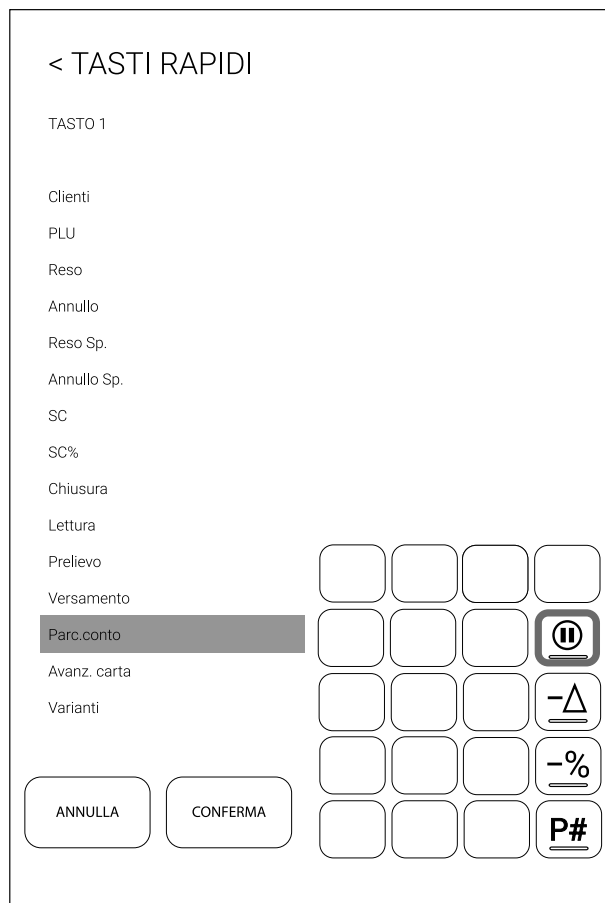 < TASTI RAPIDI
TASTO 1
Clienti
PLU
Reso
Annullo
Reso Sp.
Annullo Sp.
SC
SC%
Chiusura
Lettura
Prelievo
Versamento
Parc.conto
Avanz. carta
Varianti
–Δ
–%
ANNULLA
CONFERMA
P#